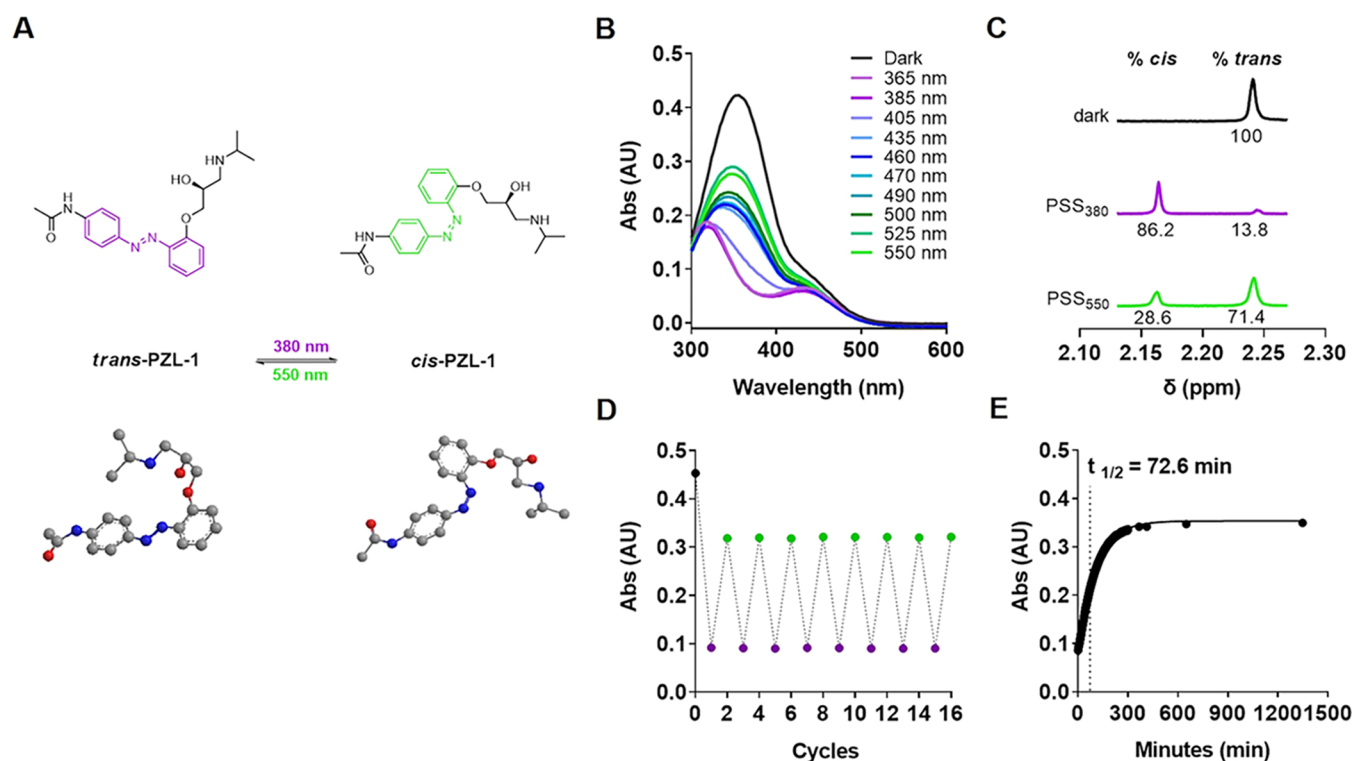 A
HN
HO
H
N
O
O
N
N
trans-PZL-1
380 nm
550 nm
cis-PZL-1
O
OH
HN
N
N
HN
O
B
Abs (AU)
0.5
0.4
0.3
0.2
0.1
0.0
300
400
500
600
Wavelength (nm)
Dark
365 nm
385 nm
405 nm
435 nm
460 nm
470 nm
490 nm
500 nm
525 nm
550 nm
C
% cis
% trans
dark
100
PSS380
86.2
13.8
PSS550
28.6
71.4
2.10
2.15
2.20
2.25
2.30
δ (ppm)
D
Abs (AU)
0.5
0.4
0.3
0.2
0.1
0.0
0
2
4
6
8
10
12
14
16
Cycles
E
Abs (AU)
0.5
0.4
0.3
0.2
0.1
0.0
t 1/2 = 72.6 min
0
300
600
900
1200
1500
Minutes (min)